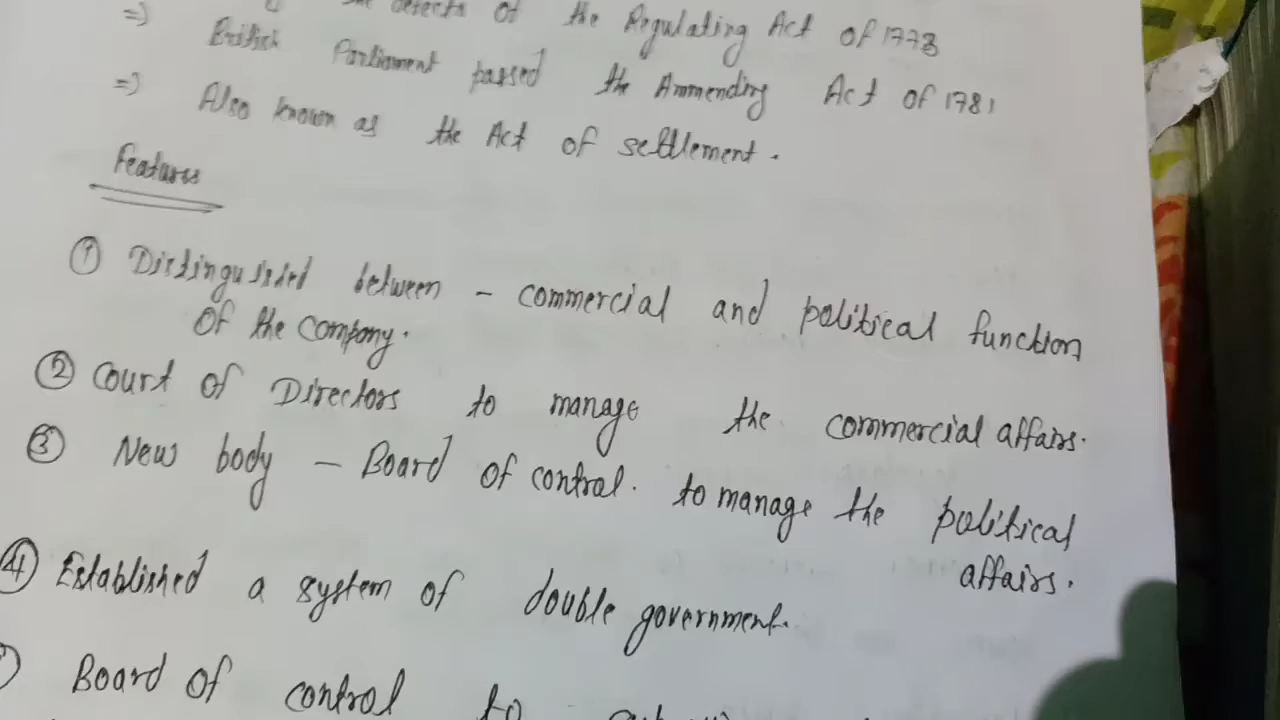 defects of the Regulating Act of 1773
=) British Parliament passed the Ammending Act of 1781
=) Also known as the Act of settlement.
Features
① Distinguished between - commercial and political function
of the company.
② Court of Directors to manage the commercial affairs.
③ New body - Board of control. to manage the political
affairs.
④ Established a system of double government.
Board of control to